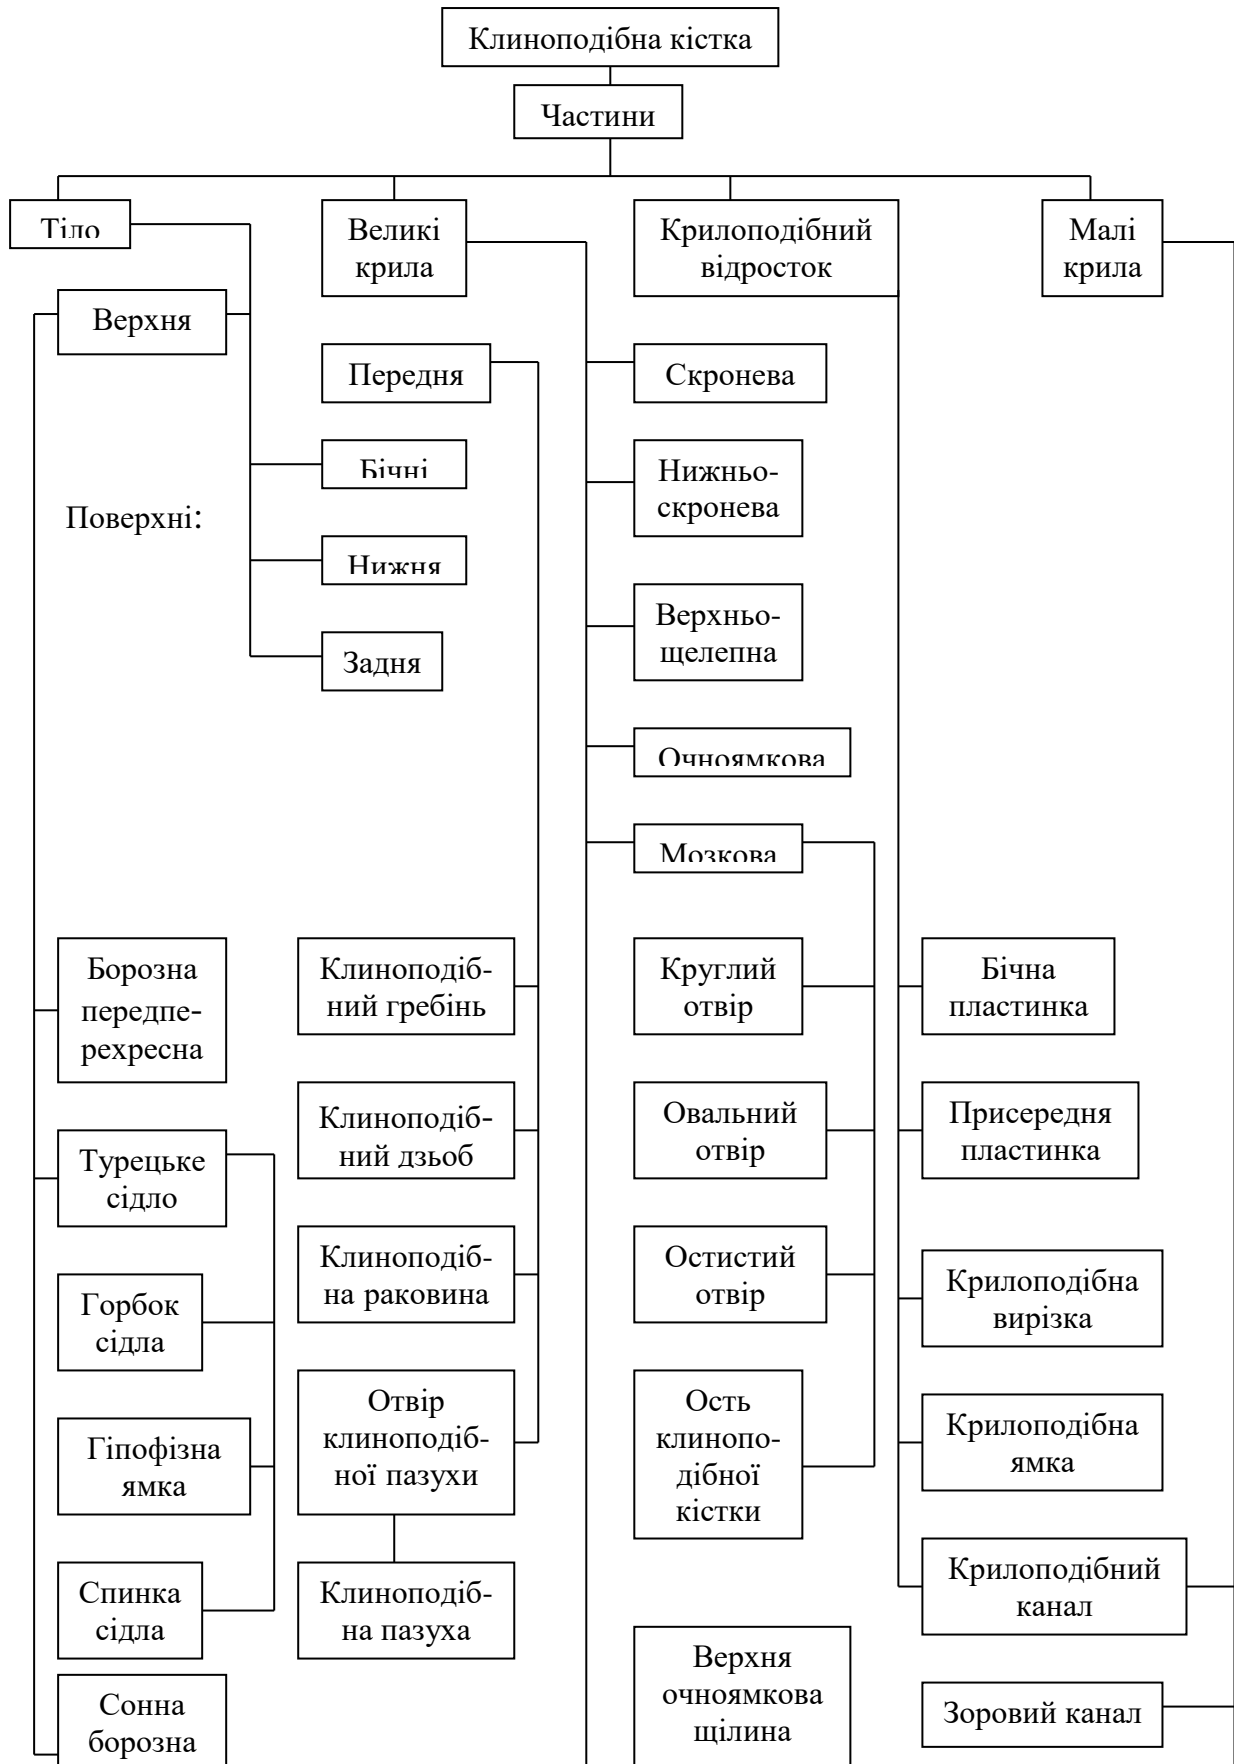 Клиноподібна кістка
Частини
Тіло
Великі
крила
Крилоподібний
відросток
Малі
крила
Верхня
Передня
Скронева
Бічні
Нижньо-
скронева
Поверхні:
Нижня
Верхньо-
щелепна
Задня
Очноямкова
Мозкова
Борозна
передпе-
рехресна
Клиноподіб-
ний гребінь
Круглий
отвір
Бічна
пластинка
Турецьке
сідло
Клиноподіб-
ний дзьоб
Овальний
отвір
Присередня
пластинка
Горбок
сідла
Клиноподіб-
на раковина
Остистий
отвір
Крилоподібна
вирізка
Гіпофізна
ямка
Отвір
клиноподіб-
ної пазухи
Ость
клинопо-
дібної
кістки
Крилоподібна
ямка
Спинка
сідла
Клиноподіб-
на пазуха
Крилоподібний
канал
Сонна
борозна
Верхня
очноямкова
щілина
Зоровий канал